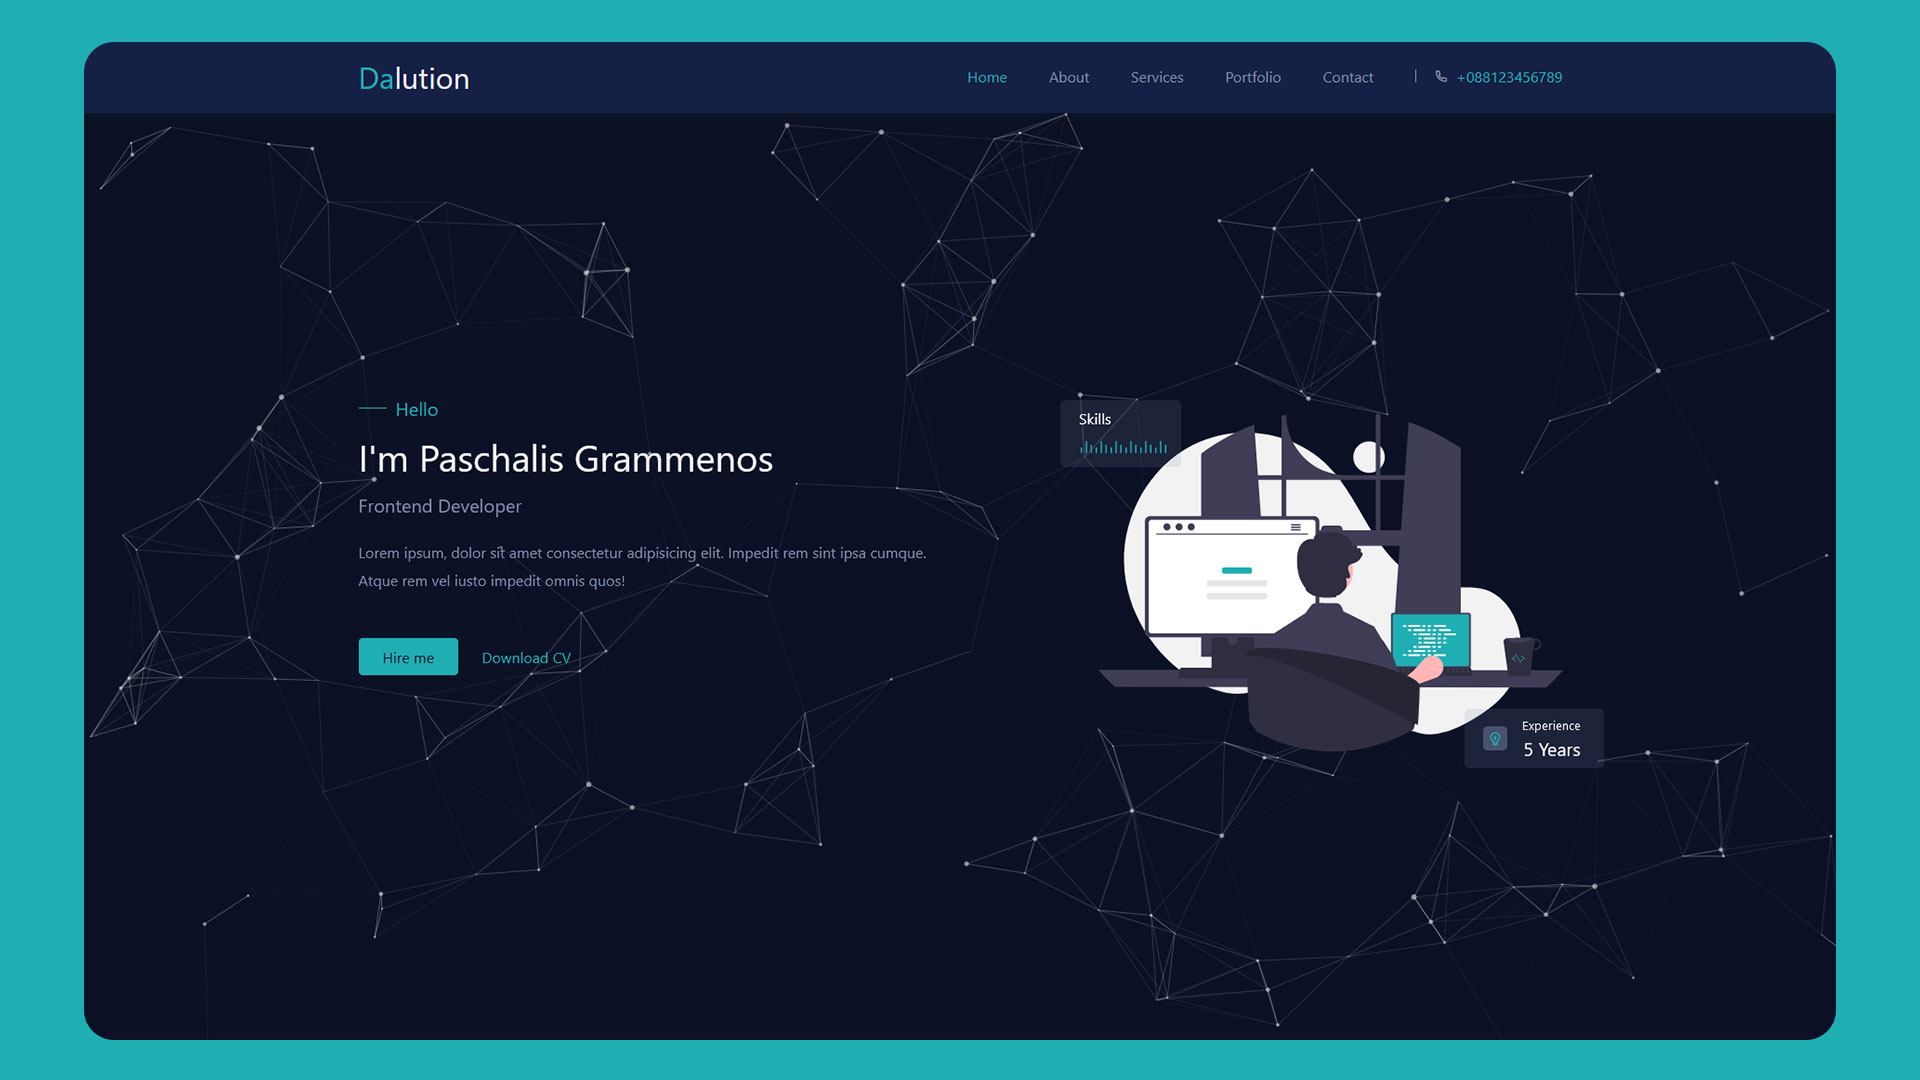 Dalution
Home About Services Portfolio Contact | +088123456789
Hello
I'm Paschalis Grammenos
Frontend Developer
Lorem ipsum, dolor sit amet consectetur adipisicing elit. Impedit rem sint ipsa cumque.
Atque rem vel iusto impedit omnis quos!
Hire me Download CV
Skills
</>
Experience
5 Years